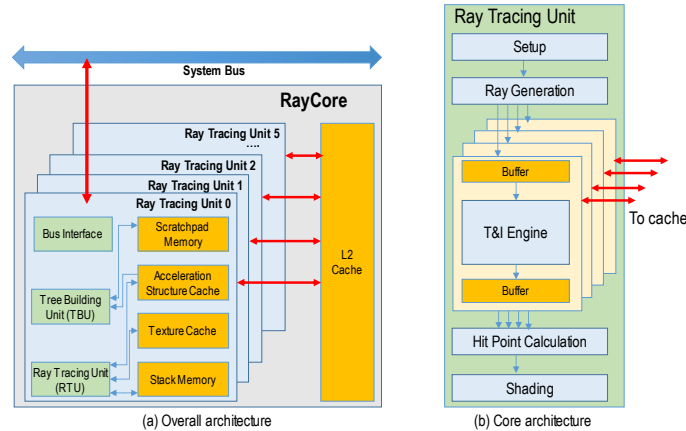 System Bus
RayCore
Ray Tracing Unit 5
....
Ray Tracing Unit 2
Ray Tracing Unit 1
Ray Tracing Unit 0
Bus Interface
Scratchpad
Memory
Acceleration
Structure Cache
Tree Building
Unit (TBU)
Texture Cache
Ray Tracing Unit
(RTU)
Stack Memory
L2
Cache
(a) Overall architecture
Ray Tracing Unit
Setup
Ray Generation
Buffer
T&I Engine
Buffer
To cache
Hit Point Calculation
Shading
(b) Core architecture